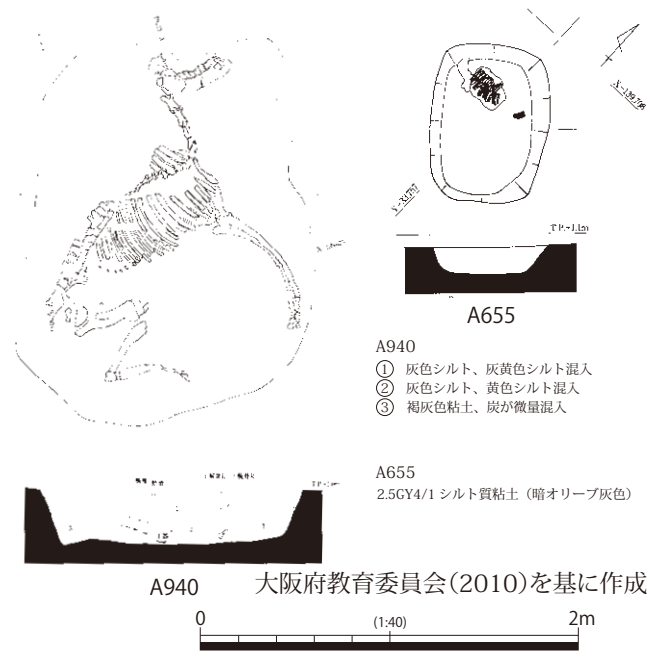 A655
A940
① 灰色シルト、灰黄色シルト混入
② 灰色シルト、黄色シルト混入
③ 褐灰色粘土、炭が微量混入
A655
2.5GY4/1 シルト質粘土（暗オリーブ灰色）
A940
大阪府教育委員会（2010）を基に作成
0 (1:40) 2m